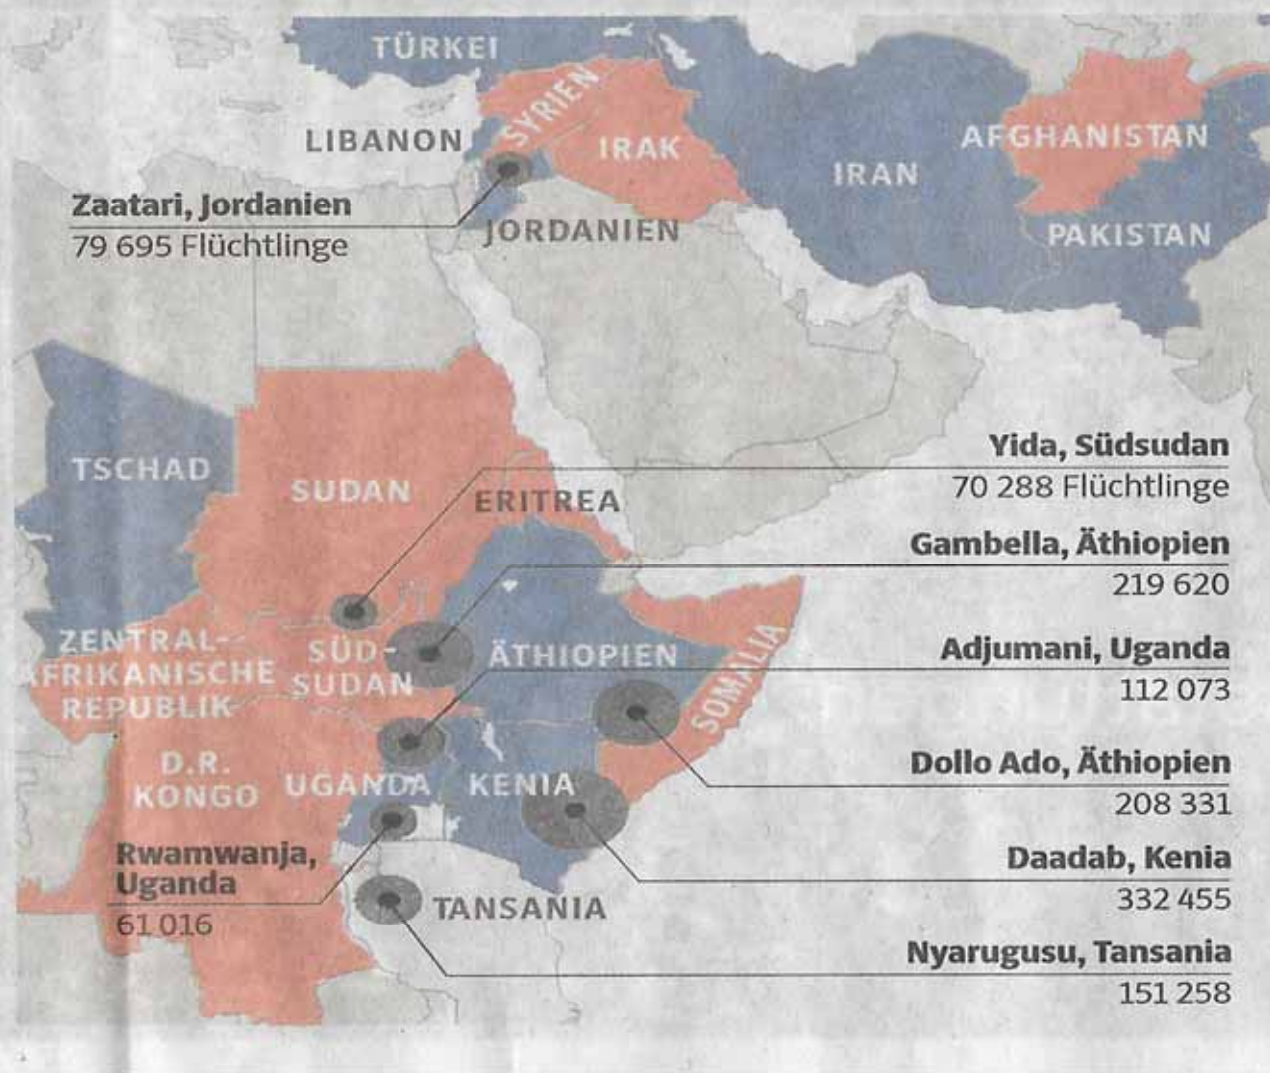 TÜRKEI
SYRIEN
LIBANON
IRAK
AFGHANISTAN
IRAN
Zaatari, Jordanien
79 695 Flüchtlinge
JORDANIEN
PAKISTAN
Yida, Südsudan
70 288 Flüchtlinge
TSCHAD
SUDAN
ERITREA
Gambella, Äthiopien
219 620
ZENTRAL-
AFRIKANISCHE
REPUBLIK
SÜD-
SUDAN
ÄTHIOPIEN
SOMALIA
Adjumani, Uganda
112 073
D.R.
KONGO
UGANDA
KENIA
Dollo Ado, Äthiopien
208 331
Rwamwanja,
Uganda
61 016
Daadab, Kenia
332 455
TANSANIA
Nyarugusu, Tansania
151 258